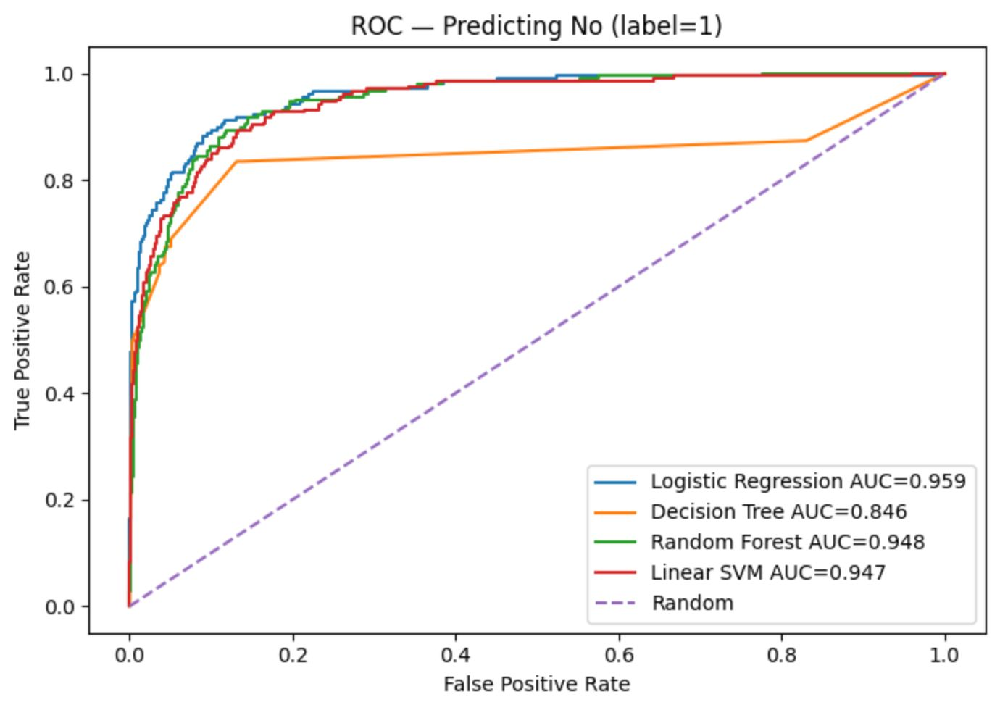 ROC — Predicting No (label=1)
True Positive Rate
1.0
0.8
0.6
0.4
0.2
0.0
Logistic Regression AUC=0.959
Decision Tree AUC=0.846
Random Forest AUC=0.948
Linear SVM AUC=0.947
Random
0.0 0.2 0.4 0.6 0.8 1.0
False Positive Rate